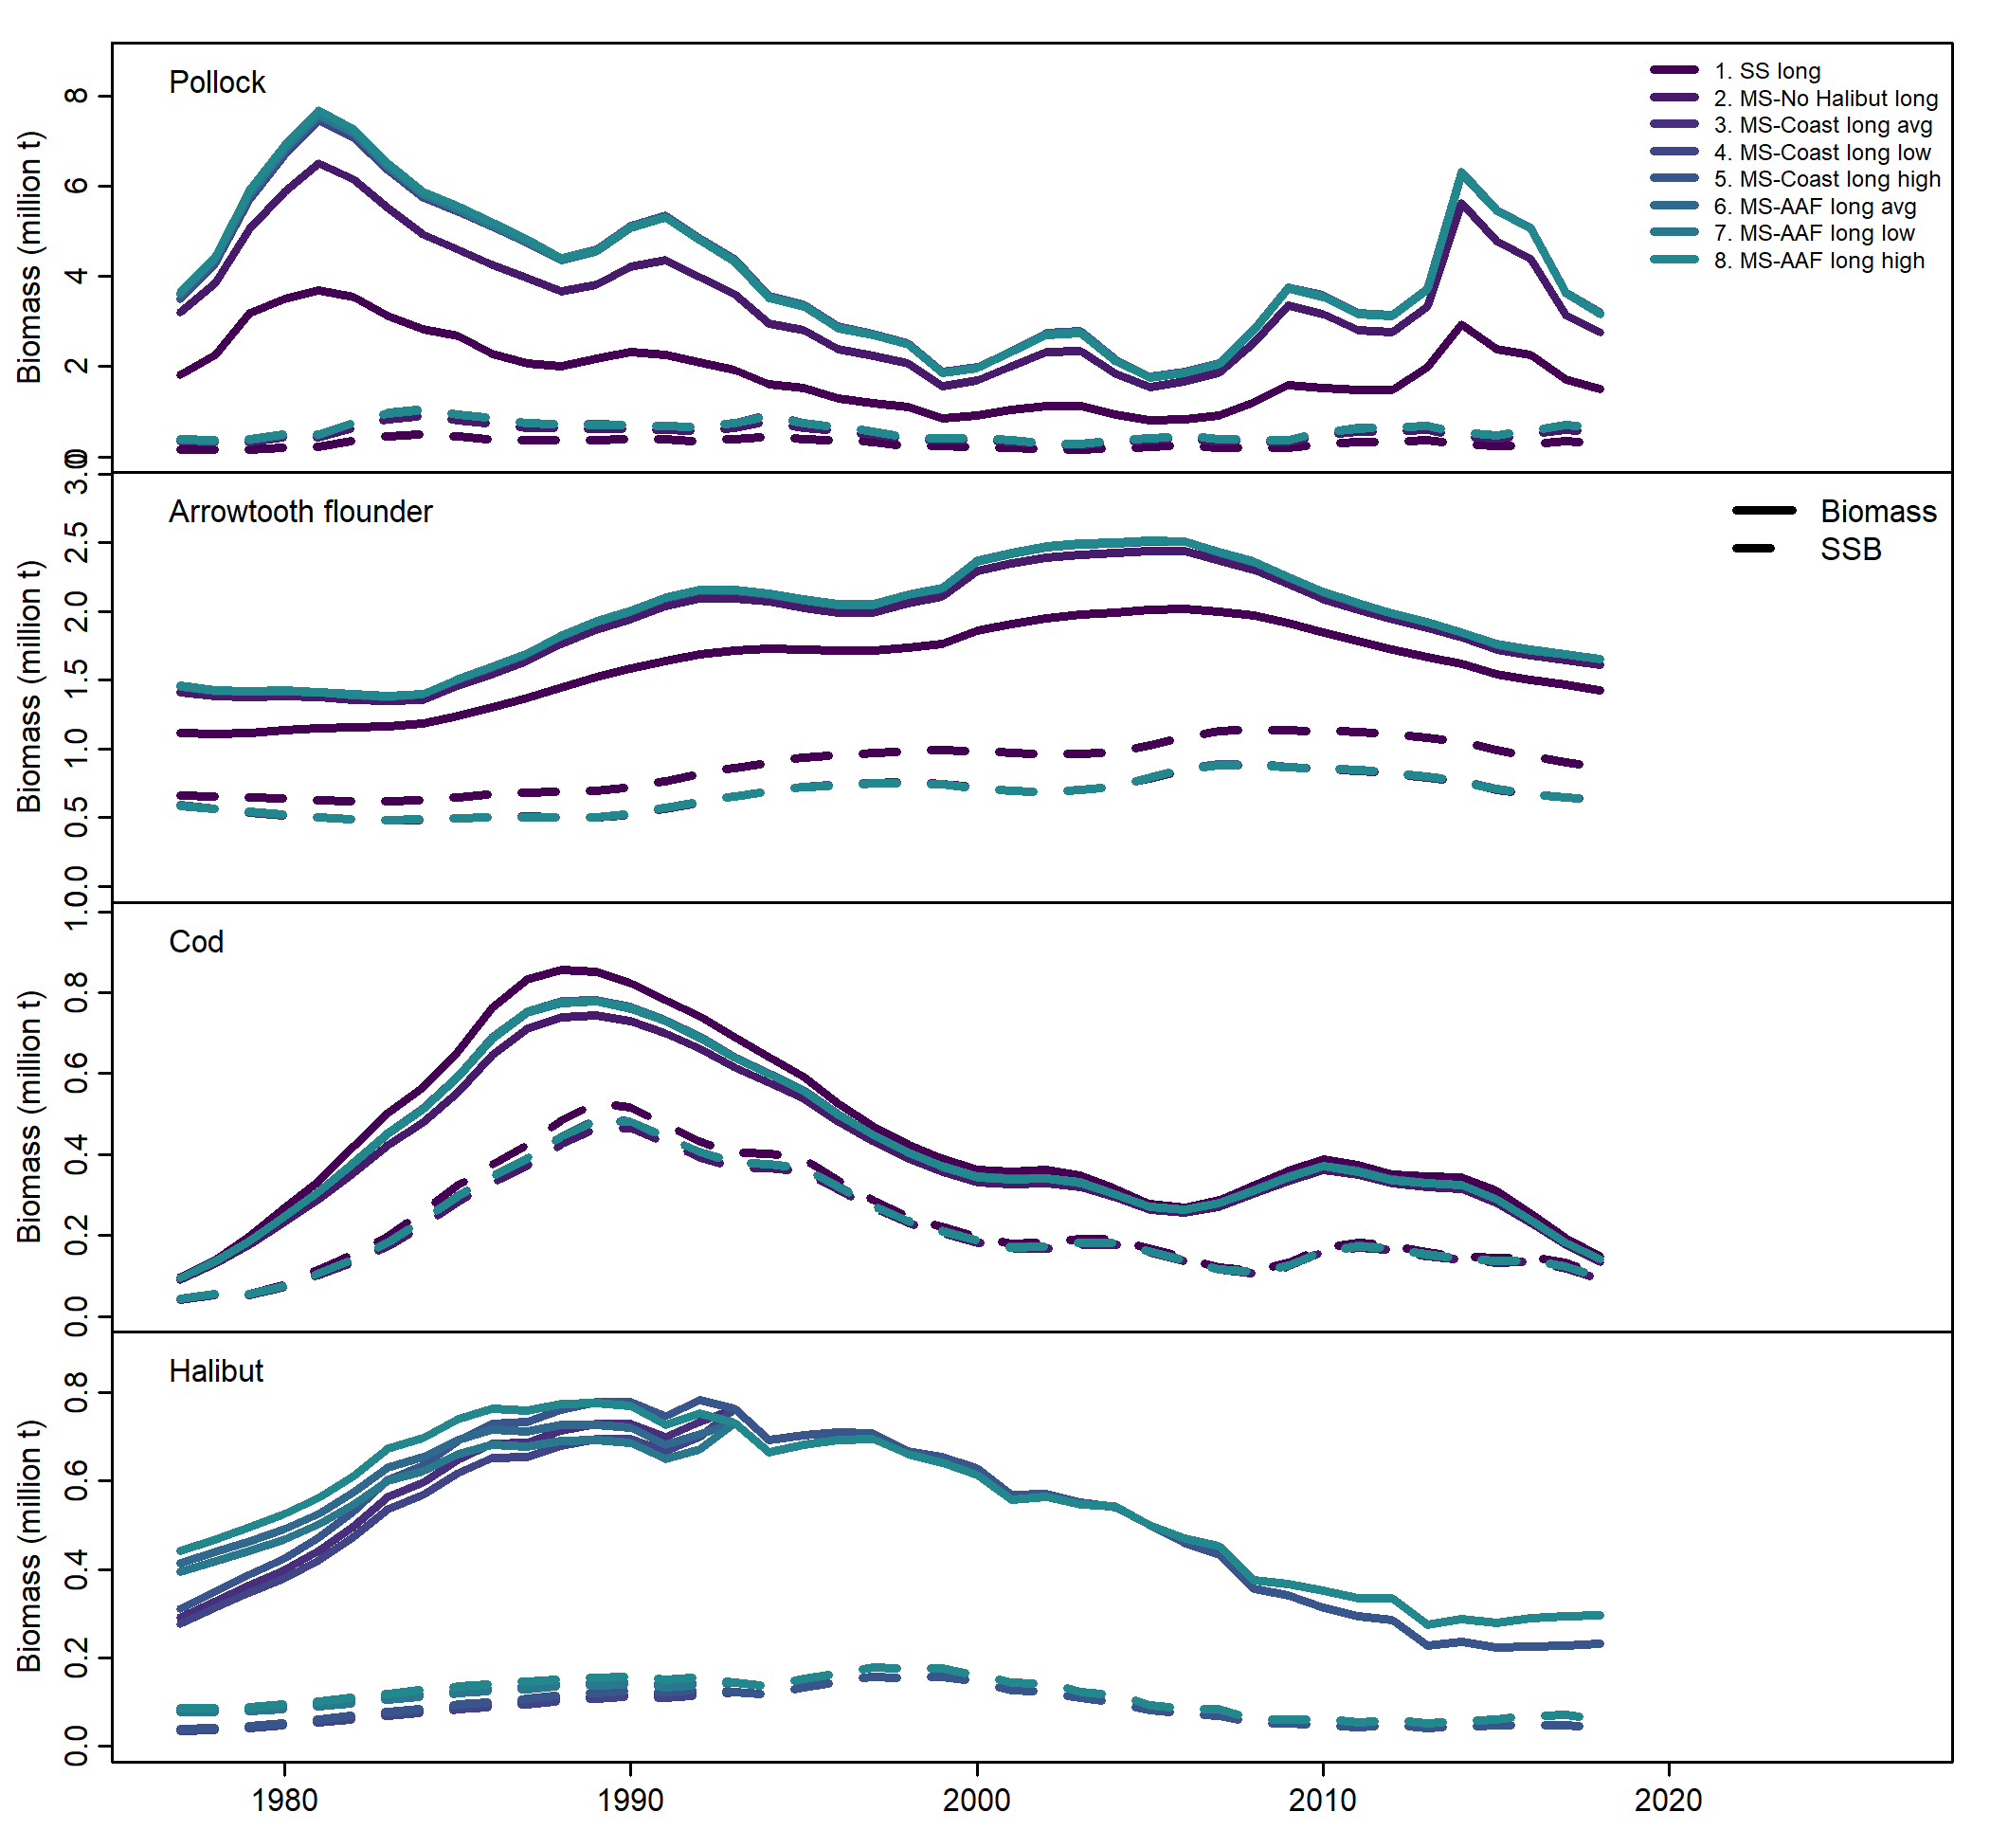 Pollock
1. SS long
2. MS-No Halibut long
3. MS-Coast long avg
4. MS-Coast long low
5. MS-Coast long high
6. MS-AAF long avg
7. MS-AAF long low
8. MS-AAF long high
Biomass (million t)
8
6
4
2
0
Arrowtooth flounder
Biomass
SSB
Biomass (million t)
3.0
2.5
2.0
1.5
1.0
0.5
0.0
Cod
Biomass (million t)
1.
0.8
0.6
0.4
0.2
0.0
Halibut
Biomass (million t)
0.8
0.6
0.4
0.2
0.0
1980
1990
2000
2010
2020